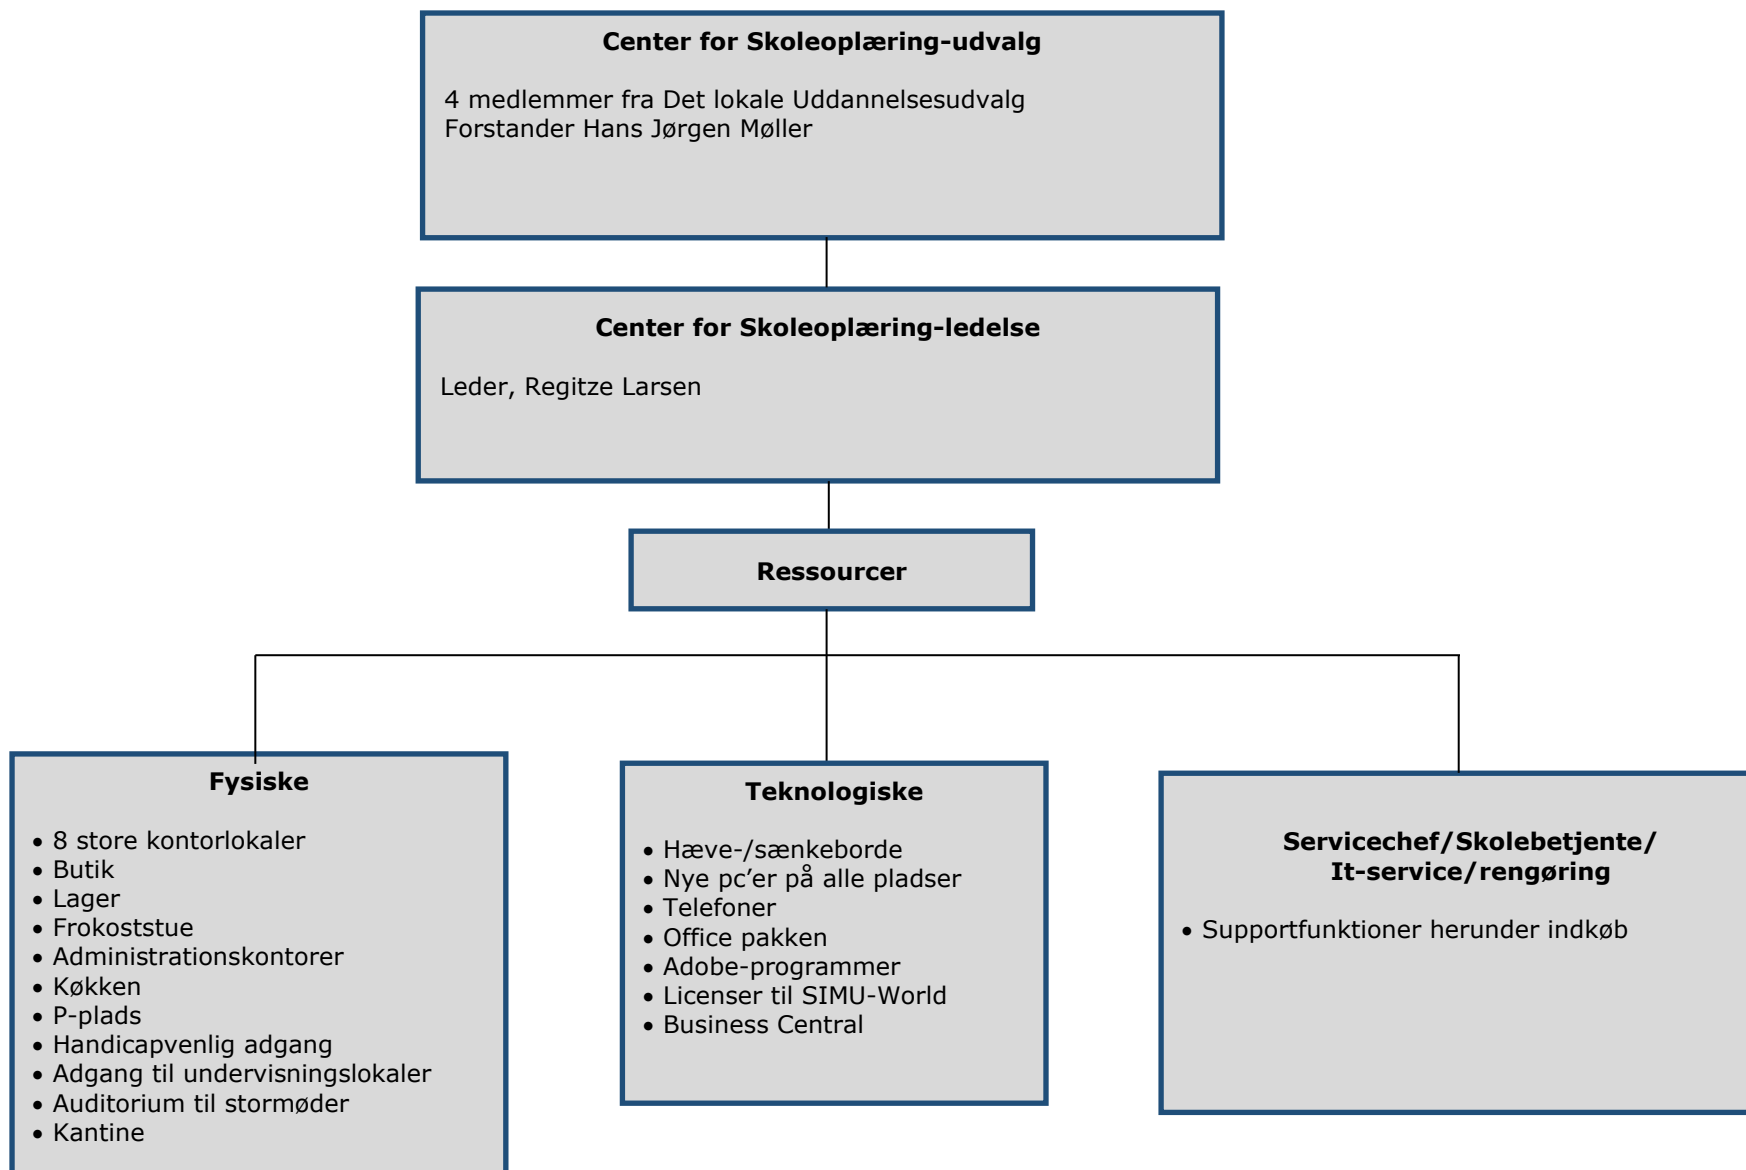 Center for Skoleoplæring-udvalg
4 medlemmer fra Det lokale Uddannelsesudvalg
Forstander Hans Jørgen Møller
Center for Skoleoplæring-ledelse
Leder, Regitze Larsen
Ressourcer
Fysiske
• 8 store kontorlokaler
• Butik
• Lager
• Frokoststue
• Administrationskontorer
• Køkken
• P-plads
• Handicapvenlig adgang
• Adgang til undervisningslokaler
• Auditorium til stormøder
• Kantine
Teknologiske
• Hæve-/sænkeborde
• Nye pc’er på alle pladser
• Telefoner
• Office pakken
• Adobe-programmer
• Licenser til SIMU-World
• Business Central
Servicechef/Skolebetjente/
It-service/rengøring
• Supportfunktioner herunder indkøb